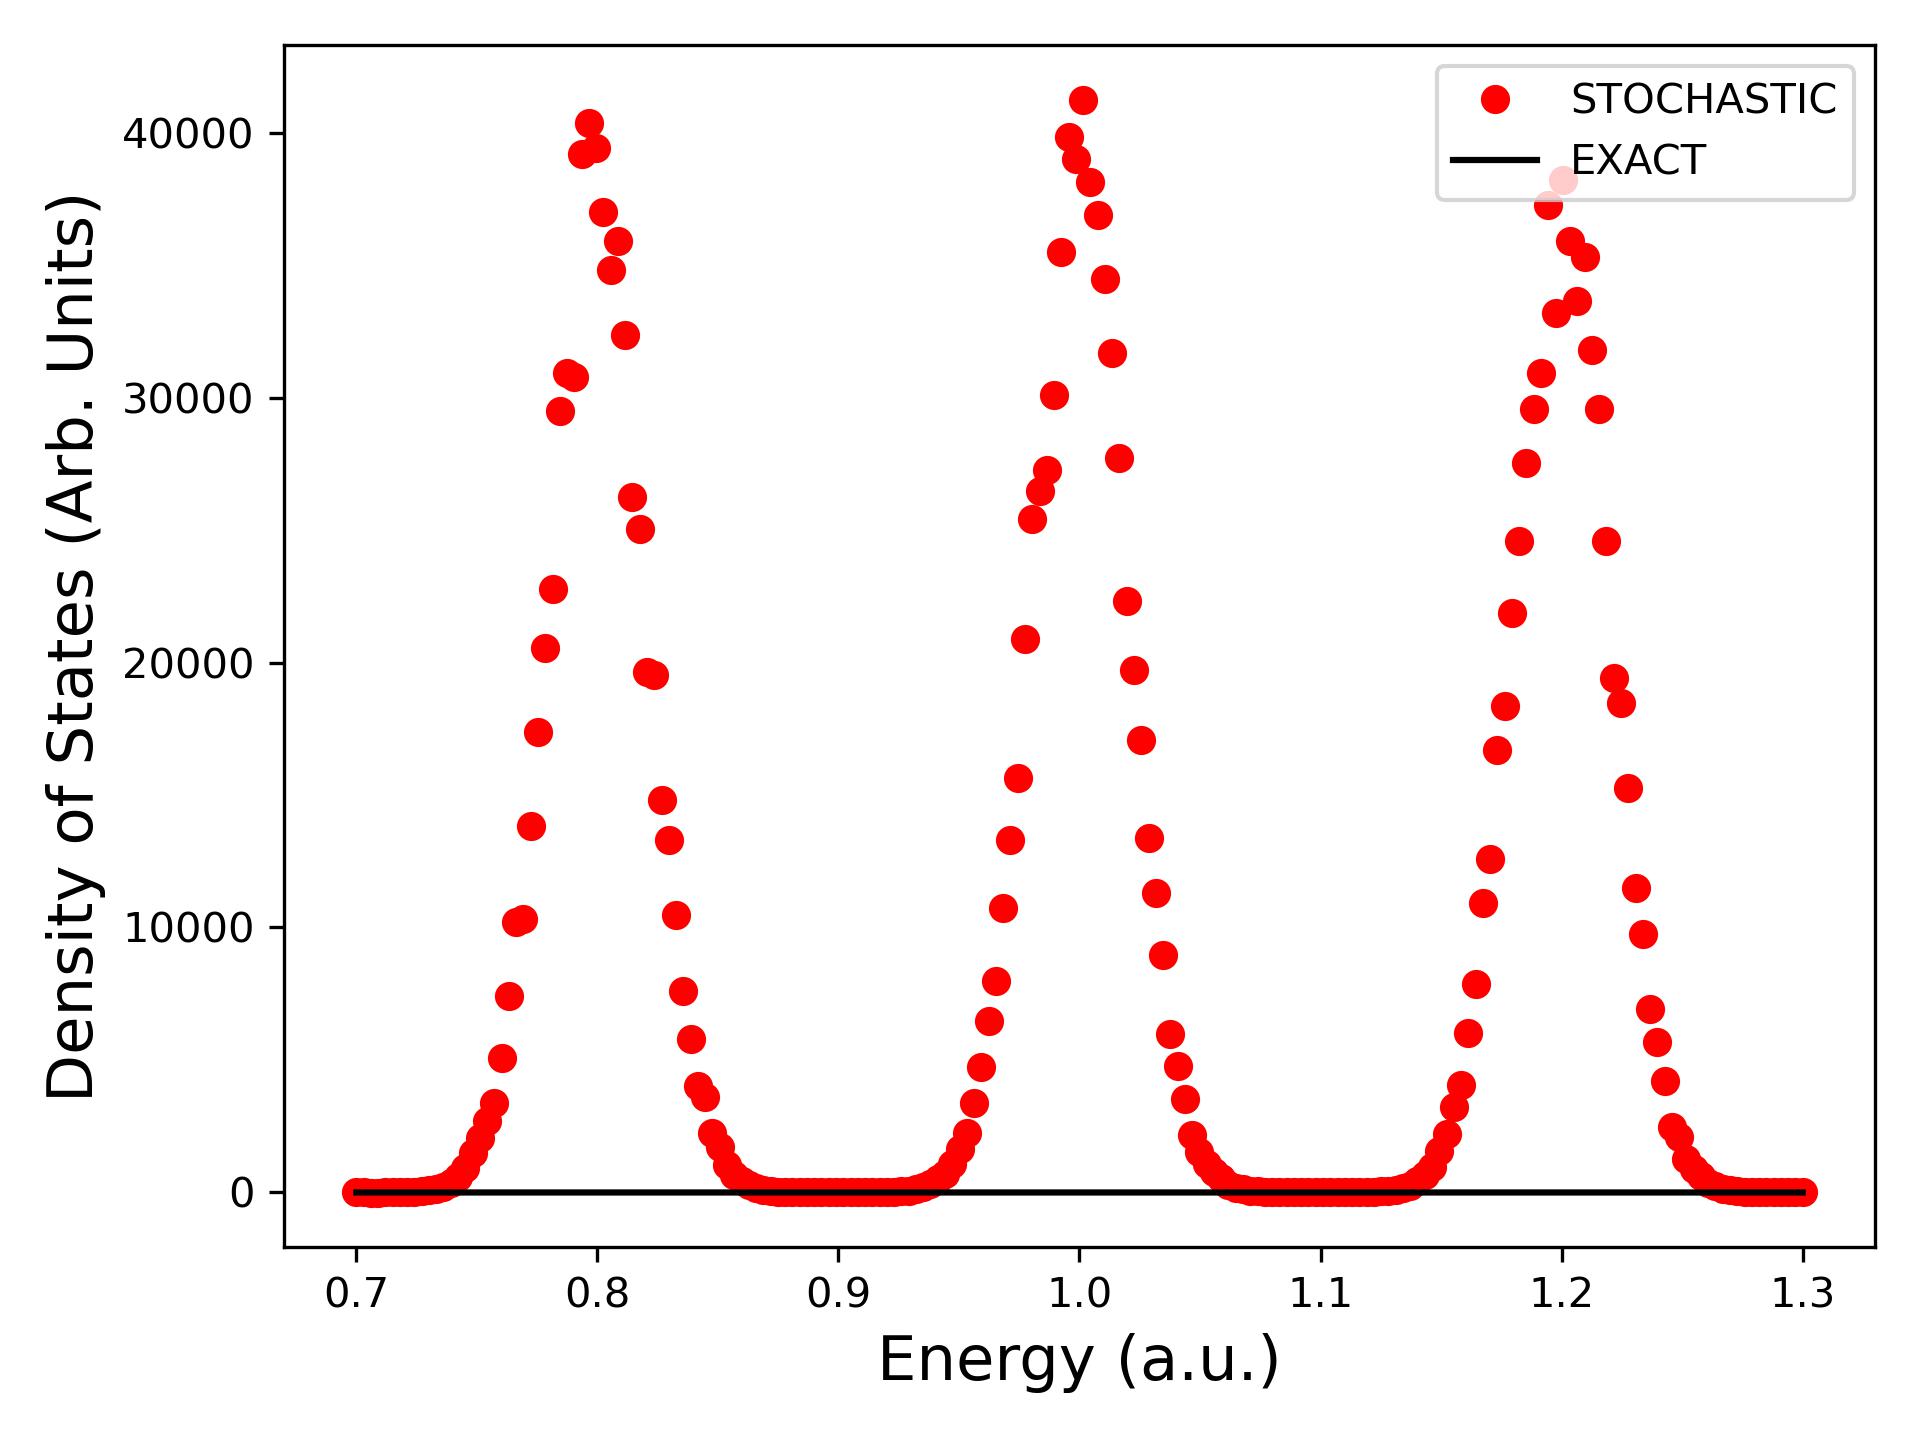 STOCHASTIC
EXACT
40000
30000
20000
10000
0
Density of States (Arb. Units)
0.7 0.8 0.9 1.0 1.1 1.2 1.3
Energy (a.u.)